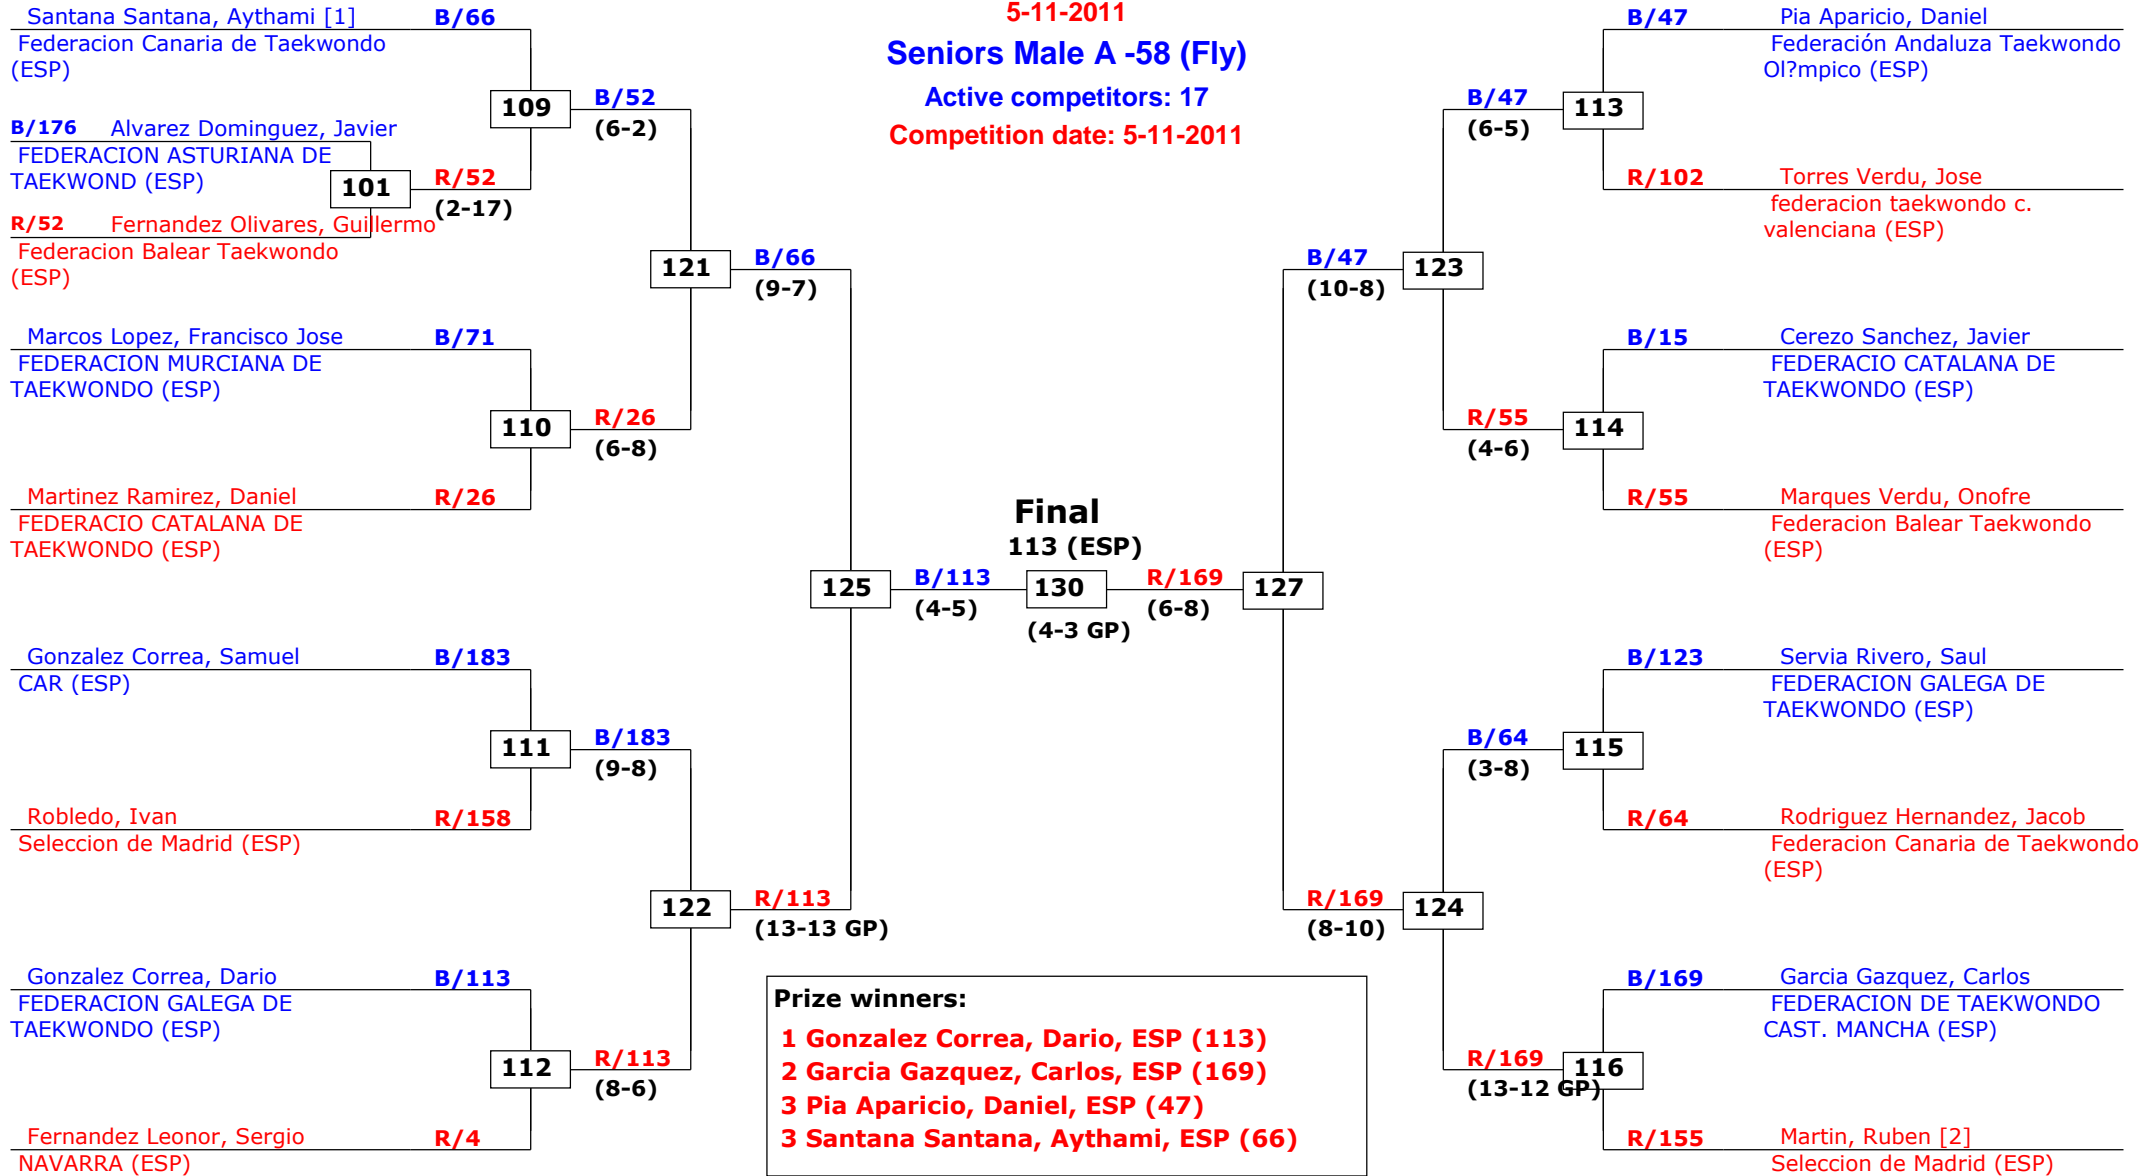 5-11-2011
Seniors Male A -58 (Fly)
Active competitors: 17
Competition date: 5-11-2011
Santana Santana, Aythami [1] B/66
Federacion Canaria de Taekwondo
(ESP)
109 B/52
(6-2)
B/176 Alvarez Dominguez, Javier
FEDERACION ASTURIANA DE
TAEKWOND (ESP)
101 R/52
(2-17)
R/52 Fernandez Olivares, Guillermo
Federacion Balear Taekwondo
(ESP)
121 B/66
(9-7)
Marcos Lopez, Francisco Jose B/71
FEDERACION MURCIANA DE
TAEKWONDO (ESP)
110 R/26
(6-8)
Martinez Ramirez, Daniel R/26
FEDERACIO CATALANA DE
TAEKWONDO (ESP)
125 B/113
(4-5)
Gonzalez Correa, Samuel B/183
CAR (ESP)
111 B/183
(9-8)
Robledo, Ivan R/158
Seleccion de Madrid (ESP)
122 R/113
(13-13 GP)
Gonzalez Correa, Dario B/113
FEDERACION GALEGA DE
TAEKWONDO (ESP)
112 R/113
(8-6)
Fernandez Leonor, Sergio R/4
NAVARRA (ESP)
Final
113 (ESP)
130
(4-3 GP)
R/169 127
(6-8)
B/47 Pia Aparicio, Daniel
Federación Andaluza Taekwondo
Ol?mpico (ESP)
B/47 113
(6-5)
R/102 Torres Verdu, Jose
federacion taekwondo c.
valenciana (ESP)
B/47 123
(10-8)
B/15 Cerezo Sanchez, Javier
FEDERACIO CATALANA DE
TAEKWONDO (ESP)
R/55 114
(4-6)
R/55 Marques Verdu, Onofre
Federacion Balear Taekwondo
(ESP)
B/123 Servia Rivero, Saul
FEDERACION GALEGA DE
TAEKWONDO (ESP)
B/64 115
(3-8)
R/64 Rodriguez Hernandez, Jacob
Federacion Canaria de Taekwondo
(ESP)
R/169 124
(8-10)
B/169 Garcia Gazquez, Carlos
FEDERACION DE TAEKWONDO
CAST. MANCHA (ESP)
R/169 116
(13-12 GP)
R/155 Martin, Ruben [2]
Seleccion de Madrid (ESP)
Prize winners:
1 Gonzalez Correa, Dario, ESP (113)
2 Garcia Gazquez, Carlos, ESP (169)
3 Pia Aparicio, Daniel, ESP (47)
3 Santana Santana, Aythami, ESP (66)